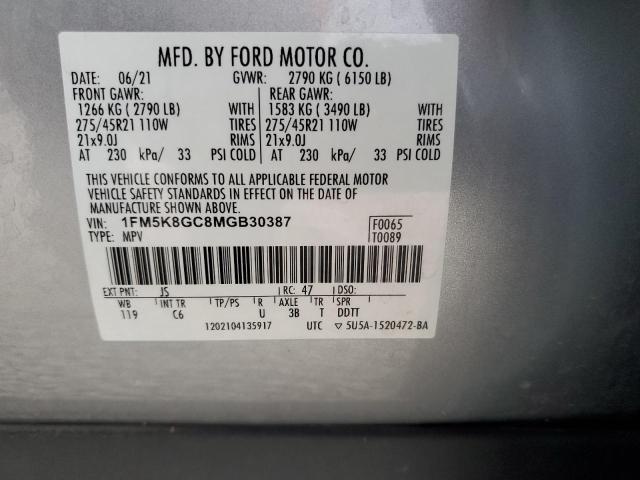 MFD. BY FORD MOTOR CO.
DATE: 06/21 GVWR: 2790 KG ( 6150 LB)
FRONT GAWR: REAR GAWR:
1266 KG ( 2790 LB) WITH 1583 KG ( 3490 LB) WITH
275/45R21 110W TIRES 275/45R21 110W TIRES
21x9.0J RIMS 21x9.0J RIMS
AT 230 kPa/ 33 PSI COLD AT 230 kPa/ 33 PSI COLD
THIS VEHICLE CONFORMS TO ALL APPLICABLE FEDERAL MOTOR
VEHICLE SAFETY STANDARDS IN EFFECT ON THE DATE OF
MANUFACTURE SHOWN ABOVE.
VIN: 1FM5K8GC8MGB30387 F0065
TYPE: MPV T0089
EXT PNT: JS RC: 47 DSO:
WB INT TR TP/PS R AXLE TR SPR
119 C6 U 3B T DDTT
1202104135917 UTC ▽ 5U5A-1520472-BA